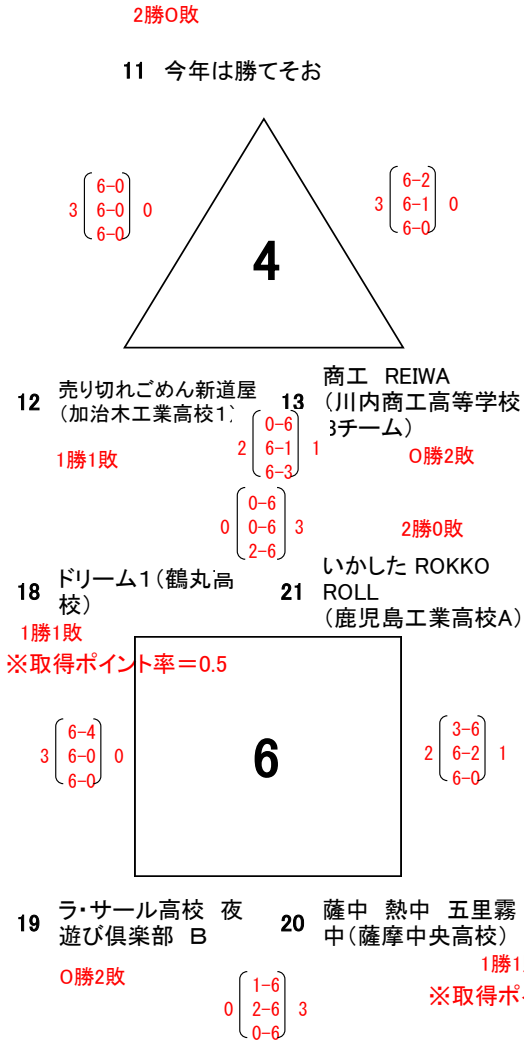 2勝0敗
11 今年は勝てそお
3 6-0 0
6-0
6-0
3 6-2 0
6-1
6-0
4
12 売り切れごめん新道屋
(加治木工業高校1)
1勝1敗
13 商工 REIWA
(川内商工高等学校
3チーム)
0勝2敗
0-6
2 6-1 1
6-3
0-6
0 0-6 3
2-6
18 ドリーム1(鶴丸高
校)
1勝1敗
※取得ポイント率=0.5
2勝0敗
21 いかした ROKKO
ROLL
(鹿児島工業高校A)
6-4
3 6-0 0
6-0
6
3-6
2 6-2 1
6-0
19 ラ・サール高校 夜
遊び倶楽部 B
0勝2敗
20 薩中 熱中 五里霧
中(薩摩中央高校)
1勝1
※取得ポ
1-6
0 2-6 3
0-6